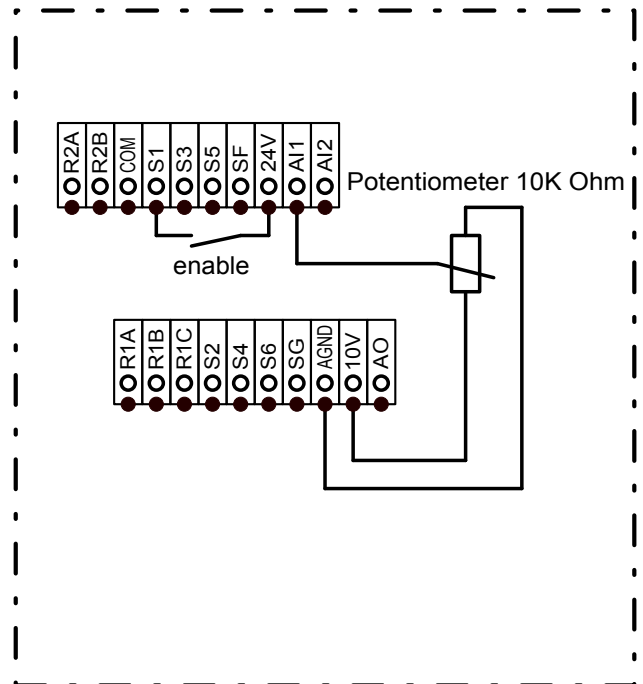 R2A R2B COM S1 S3 S5 SF 24V AI1 AI2
Potentiometer 10K Ohm
enable
R1A R1B R1C S2 S4 S6 SG AGND 10V AO